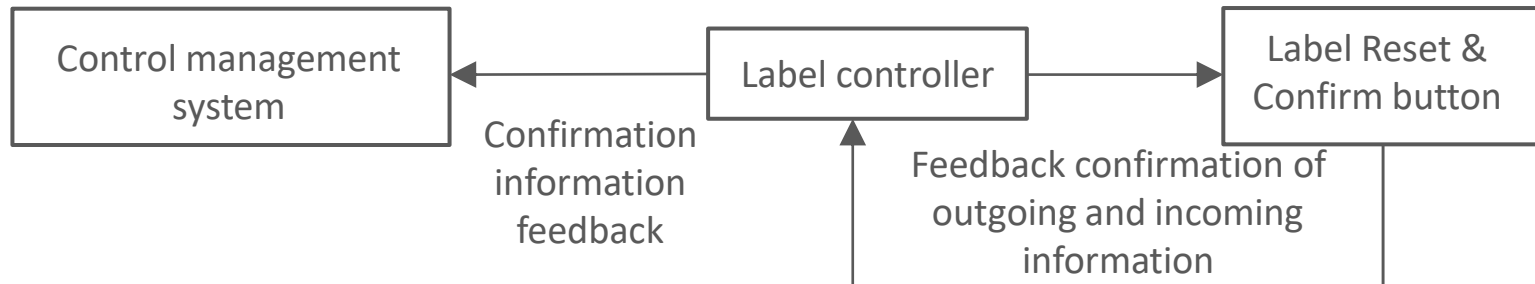 Control management
system
Label controller
Label Reset &
Confirm button
Confirmation
information
feedback
Feedback confirmation of
outgoing and incoming
information